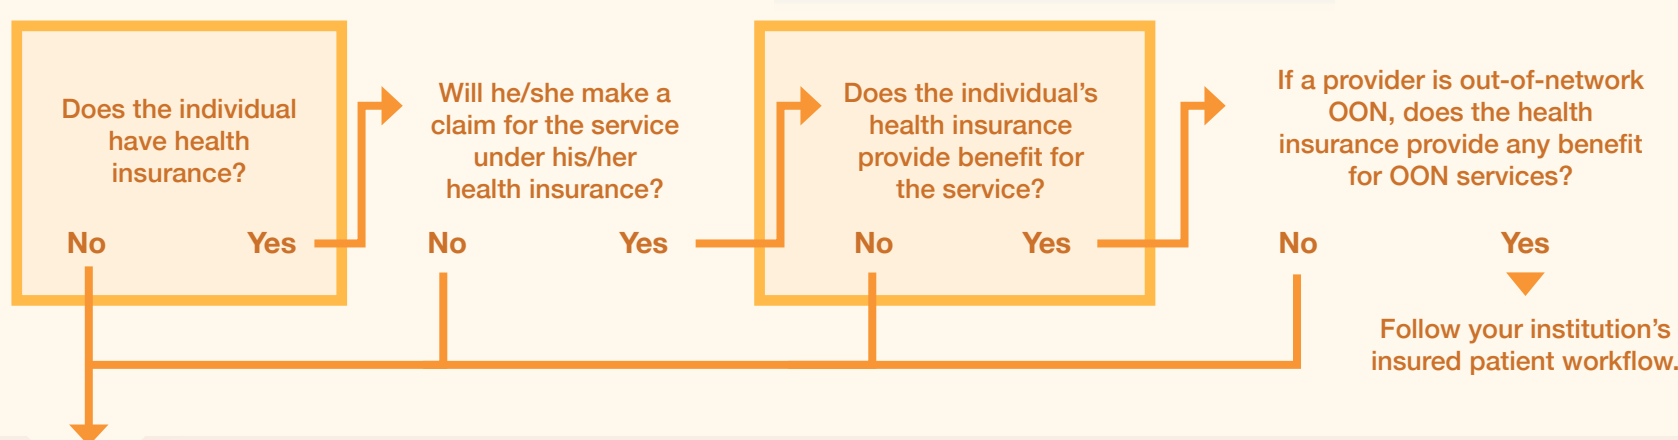 Does the individual
have health
insurance?
No Yes
Will he/she make a
claim for the service
under his/her
health insurance?
No Yes
Does the individual's
health insurance
provide benefit for
the service?
No Yes
If a provider is out-of-network
OON, does the health
insurance provide any benefit
for OON services?
No Yes
Follow your institution's
insured patient workflow.